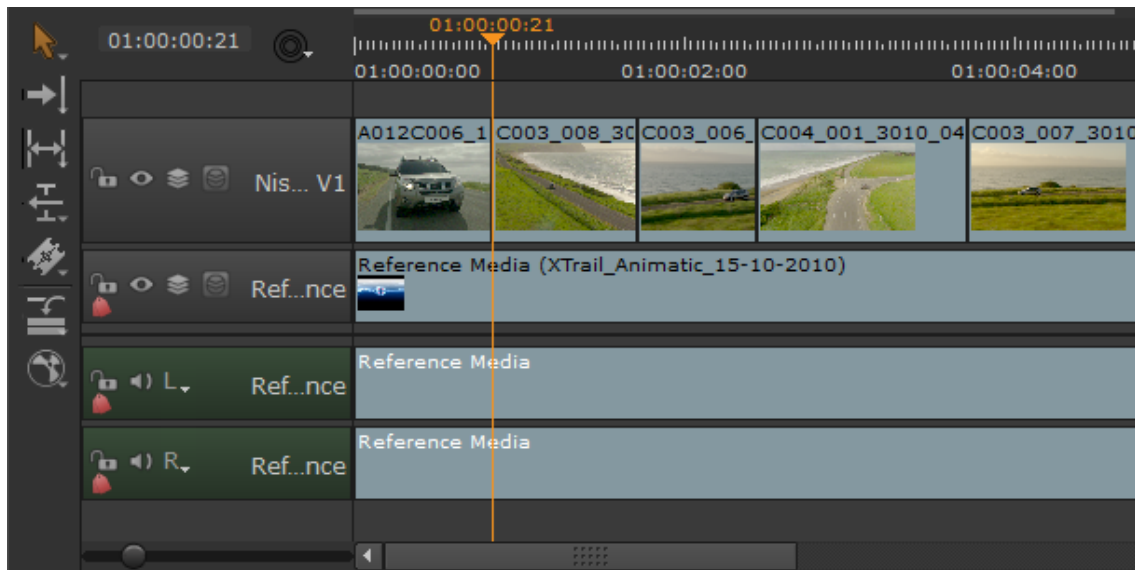 01:00:00:21
01:00:00:21
01:00:00:00 01:00:02:00 01:00:04:00
A012C006_1 C003_008_30 C003_006_ C004_001_3010_04 C003_007_3010
Nis... V1
Reference Media (XTrail_Animatic_15-10-2010)
Ref...nce
Reference Media
L Ref...nce
Reference Media
R Ref...nce